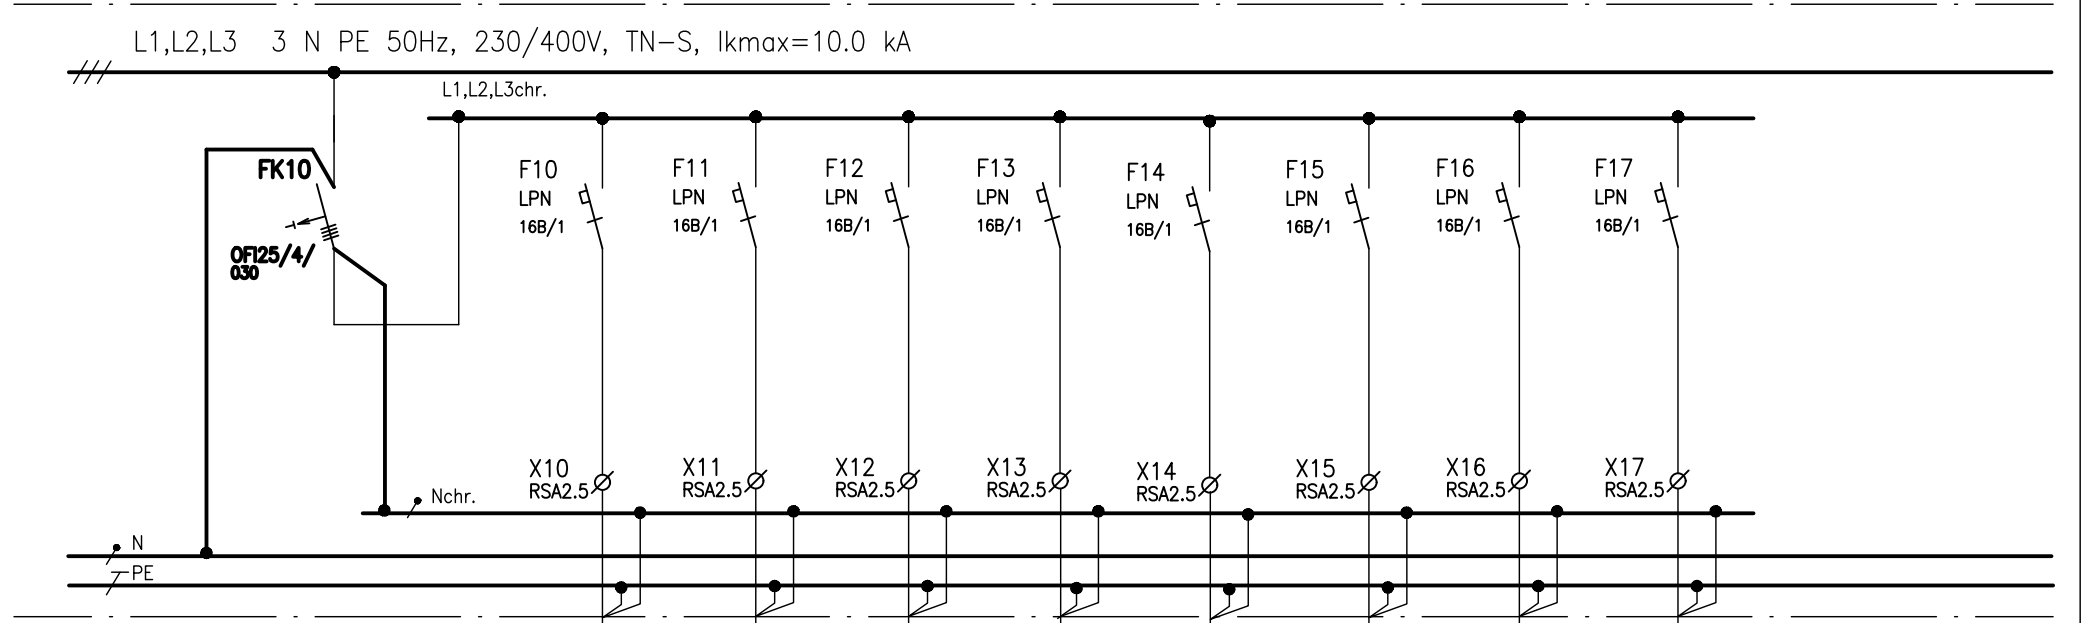 L1,L2,L3 3 N PE 50Hz, 230/400V, TN-S, Ikmax=10.0 kA
L1,L2,L3chr.
FK10
OFI25/4/
030
F10
LPN
16B/1
F11
LPN
16B/1
F12
LPN
16B/1
F13
LPN
16B/1
F14
LPN
16B/1
F15
LPN
16B/1
F16
LPN
16B/1
F17
LPN
16B/1
X10
RSA2.5
X11
RSA2.5
X12
RSA2.5
X13
RSA2.5
X14
RSA2.5
X15
RSA2.5
X16
RSA2.5
X17
RSA2.5
Nchr.
N
PE